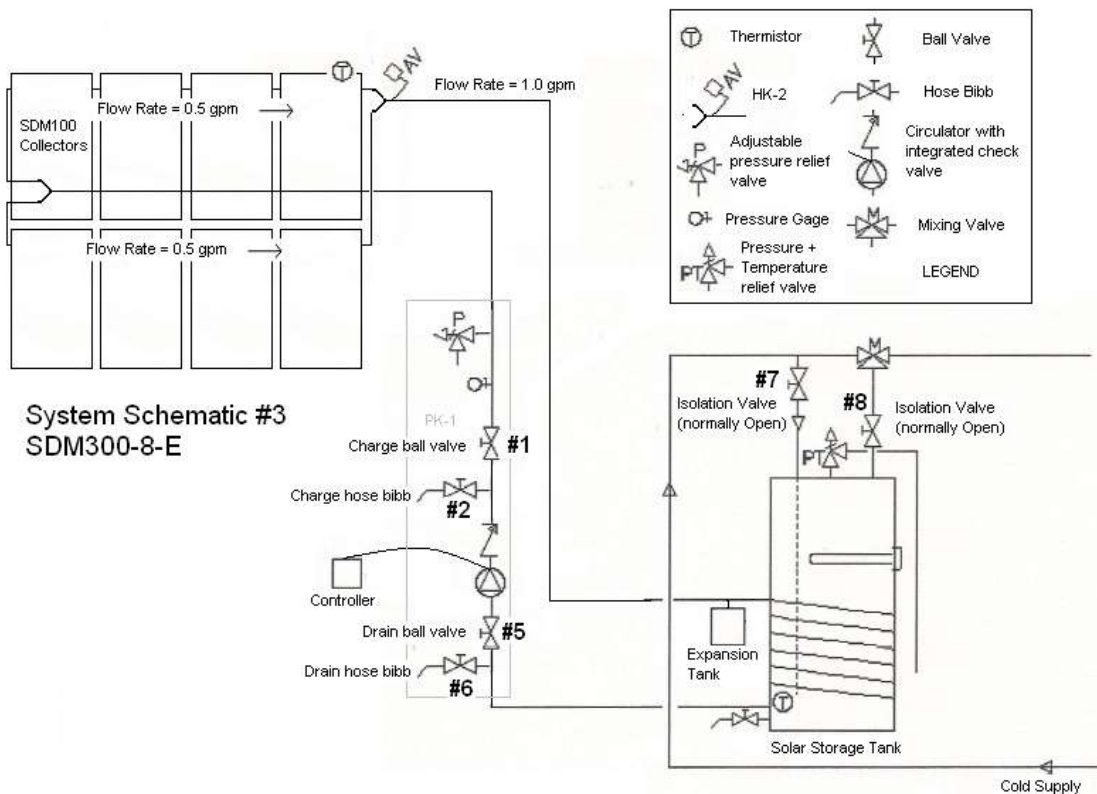 AV
Flow Rate = 1.0 gpm
Flow Rate = 0.5 gpm
SDM100
Collectors
Flow Rate = 0.5 gpm
T
T
Thermistor
Ball Valve
AV
HK-2
Hose Bibb
P
Adjustable
pressure relief
valve
Circulator with
integrated check
valve
Pressure Gage
M
Mixing Valve
PT
Pressure +
Temperature
relief valve
LEGEND
System Schematic #3
SDM300-8-E
P
PK-1
Charge ball valve
#1
Charge hose bibb
#2
Controller
Drain ball valve
#5
Drain hose bibb
#6
M
#7
Isolation Valve
(normally Open)
#8
Isolation Valve
(normally Open)
PT
Expansion
Tank
T
Solar Storage Tank
Cold Supply